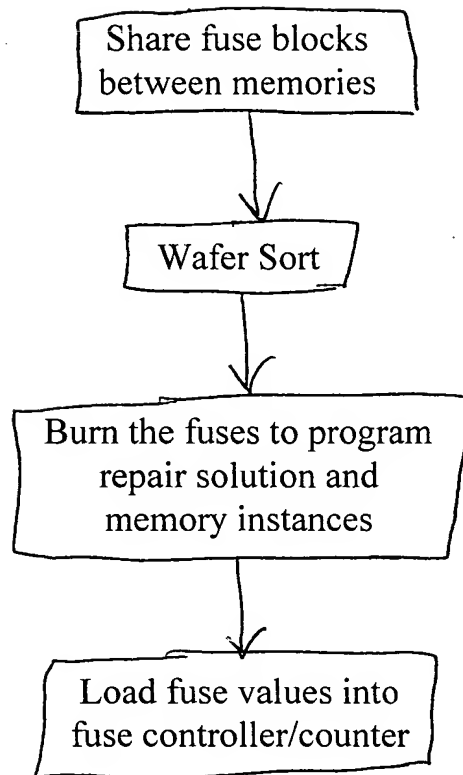 Share fuse blocks
between memories
Wafer Sort
Burn the fuses to program
repair solution and
memory instances
Load fuse values into
fuse controller/counter